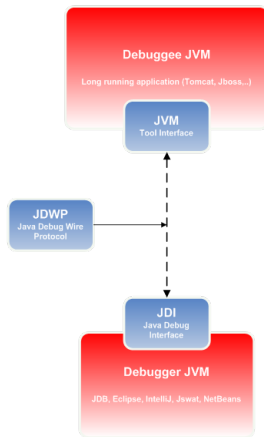 Debuggee JVM
Long running application (Tomcat, Jboss...)
JVM
Tool Interface
JDWP
Java Debug Wire
Protocol
JDI
Java Debug
Interface
Debugger JVM
JDB, Eclipse, IntelliJ, Jswat, NetBeans